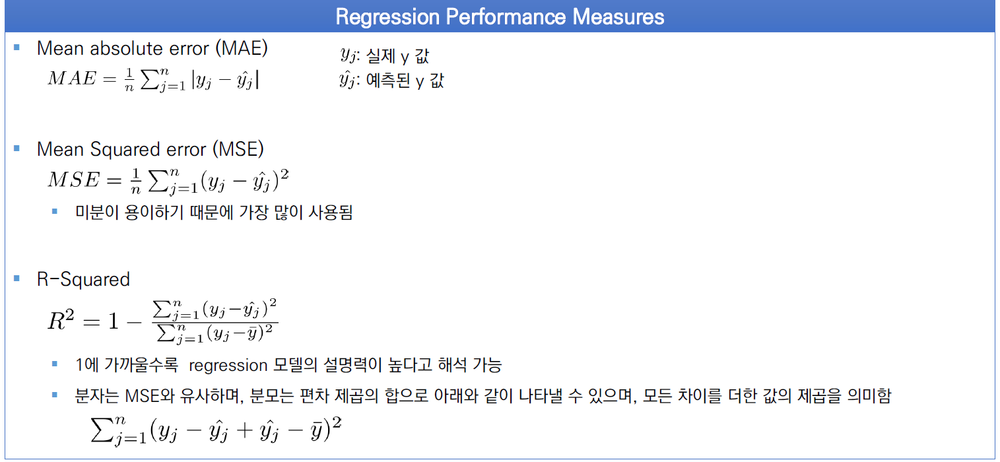 Regression Performance Measures
▪ Mean absolute error (MAE)
$MAE = \frac{1}{n} \sum_{j=1}^{n} |y_j - \hat{y_j}|$
$y_j$: 실제 y 값
$\hat{y_j}$: 예측된 y 값
▪ Mean Squared error (MSE)
$MSE = \frac{1}{n} \sum_{j=1}^{n} (y_j - \hat{y_j})^2$
▪ 미분이 용이하기 때문에 가장 많이 사용됨
▪ R-Squared
$R^2 = 1 - \frac{\sum_{j=1}^{n} (y_j - \hat{y_j})^2}{\sum_{j=1}^{n} (y_j - \bar{y})^2}$
▪ 1에 가까울수록 regression 모델의 설명력이 높다고 해석 가능
▪ 분자는 MSE와 유사하며, 분모는 편차 제곱의 합으로 아래와 같이 나타낼 수 있으며, 모든 차이를 더한 값의 제곱을 의미함
$\sum_{j=1}^{n} (y_j - \hat{y_j} + \hat{y_j} - \bar{y})^2$